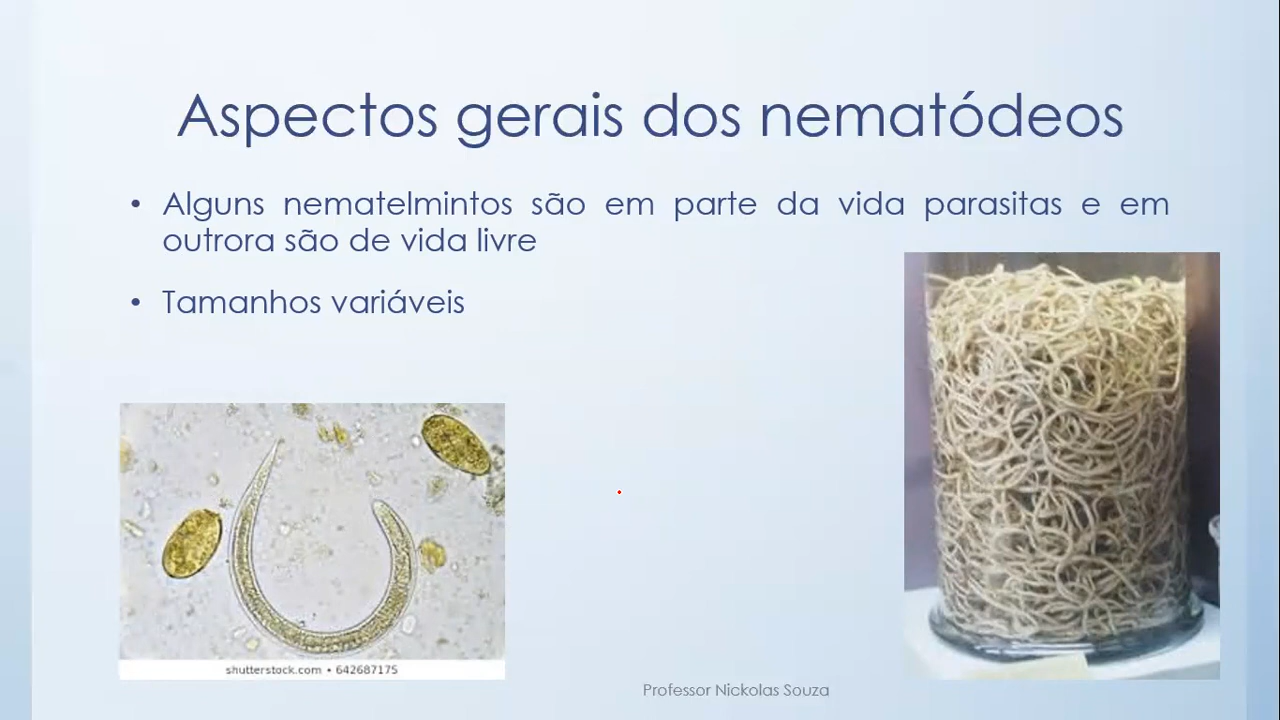 Aspectos gerais dos nematódeos
• Alguns nematelmintos são em parte da vida parasitas e em
outrora são de vida livre
• Tamanhos variáveis
shutterstock.com • 642687175
Professor Nickolas Souza